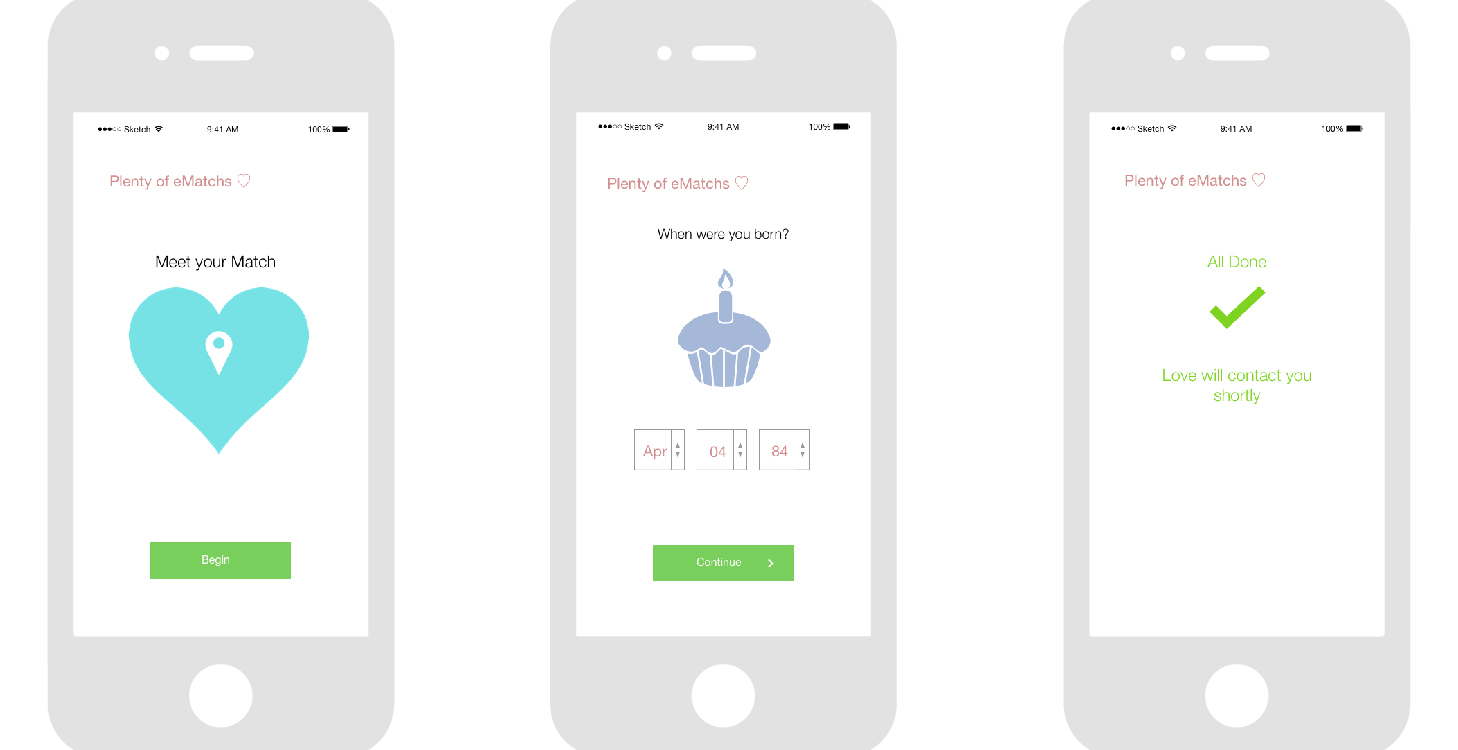 Sketch 9:41 AM 100%
Plenty of eMatchs ♡
Meet your Match
Begin
Sketch 9:41 AM 100%
Plenty of eMatchs ♡
When were you born?
Apr 04 84
Continue >
Sketch 9:41 AM 100%
Plenty of eMatchs ♡
All Done
Love will contact you
shortly